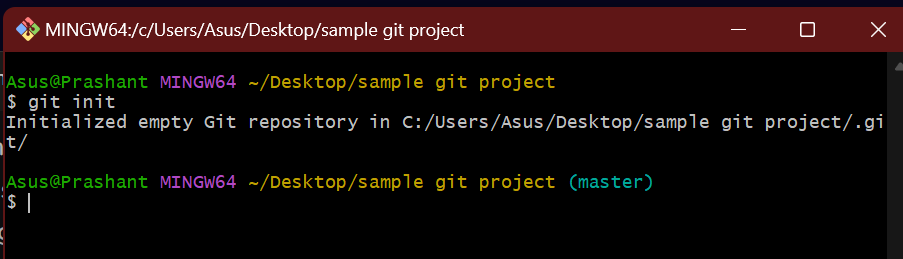 MINGW64:/c/Users/Asus/Desktop/sample git project
Asus@Prashant MINGW64 ~/Desktop/sample git project
$ git init
Initialized empty Git repository in C:/Users/Asus/Desktop/sample git project/.gi
t/
Asus@Prashant MINGW64 ~/Desktop/sample git project (master)
$